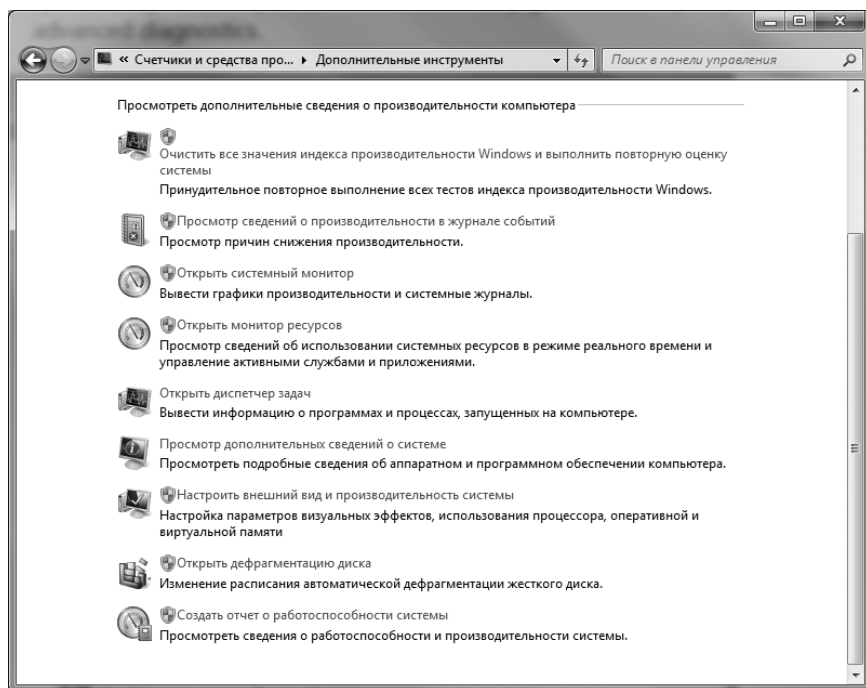 advanced diagnostics.
« Счетчики и средства про... ▸ Дополнительные инструменты
Поиск в панели управления
Просмотреть дополнительные сведения о производительности компьютера
Очистить все значения индекса производительности Windows и выполнить повторную оценку
системы
Принудительное повторное выполнение всех тестов индекса производительности Windows.
Просмотр сведений о производительности в журнале событий
Просмотр причин снижения производительности.
Открыть системный монитор
Вывести графики производительности и системные журналы.
Открыть монитор ресурсов
Просмотр сведений об использовании системных ресурсов в режиме реального времени и
управление активными службами и приложениями.
Открыть диспетчер задач
Вывести информацию о программах и процессах, запущенных на компьютере.
Просмотр дополнительных сведений о системе
Просмотреть подробные сведения об аппаратном и программном обеспечении компьютера.
Настроить внешний вид и производительность системы
Настройка параметров визуальных эффектов, использования процессора, оперативной и
виртуальной памяти
Открыть дефрагментацию диска
Изменение расписания автоматической дефрагментации жесткого диска.
Создать отчет о работоспособности системы
Просмотреть сведения о работоспособности и производительности системы.